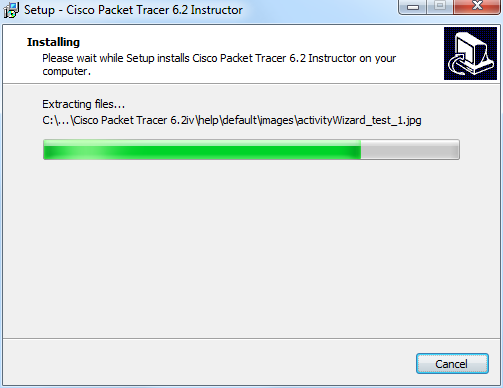 Setup - Cisco Packet Tracer 6.2 Instructor
Installing
Please wait while Setup installs Cisco Packet Tracer 6.2 Instructor on your
computer.
Extracting files...
C:\...\Cisco Packet Tracer 6.2iv\help\default\images\activityWizard_test_1.jpg
Cancel